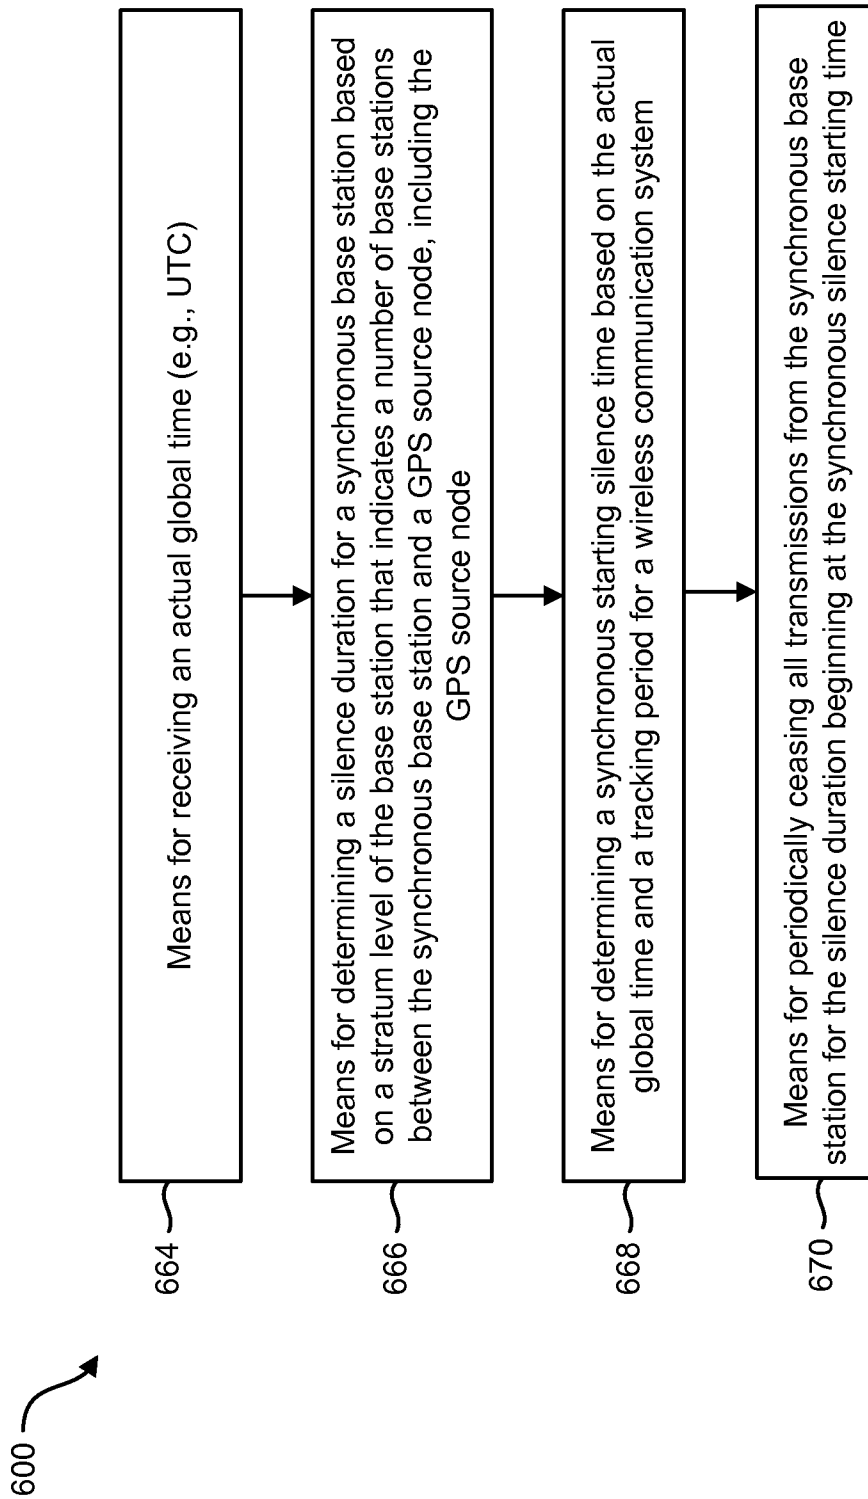 600
664
Means for receiving an actual global time (e.g., UTC)
666
Means for determining a silence duration for a synchronous base station based
on a stratum level of the base station that indicates a number of base stations
between the synchronous base station and a GPS source node, including the
GPS source node
668
Means for determining a synchronous starting silence time based on the actual
global time and a tracking period for a wireless communication system
670
Means for periodically ceasing all transmissions from the synchronous base
station for the silence duration beginning at the synchronous silence starting time